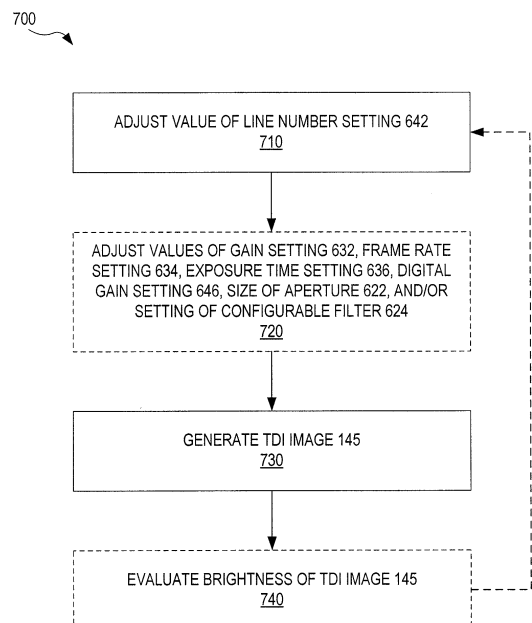 700
ADJUST VALUE OF LINE NUMBER SETTING 642
710
ADJUST VALUES OF GAIN SETTING 632, FRAME RATE
SETTING 634, EXPOSURE TIME SETTING 636, DIGITAL
GAIN SETTING 646, SIZE OF APERTURE 622, AND/OR
SETTING OF CONFIGURABLE FILTER 624
720
GENERATE TDI IMAGE 145
730
EVALUATE BRIGHTNESS OF TDI IMAGE 145
740